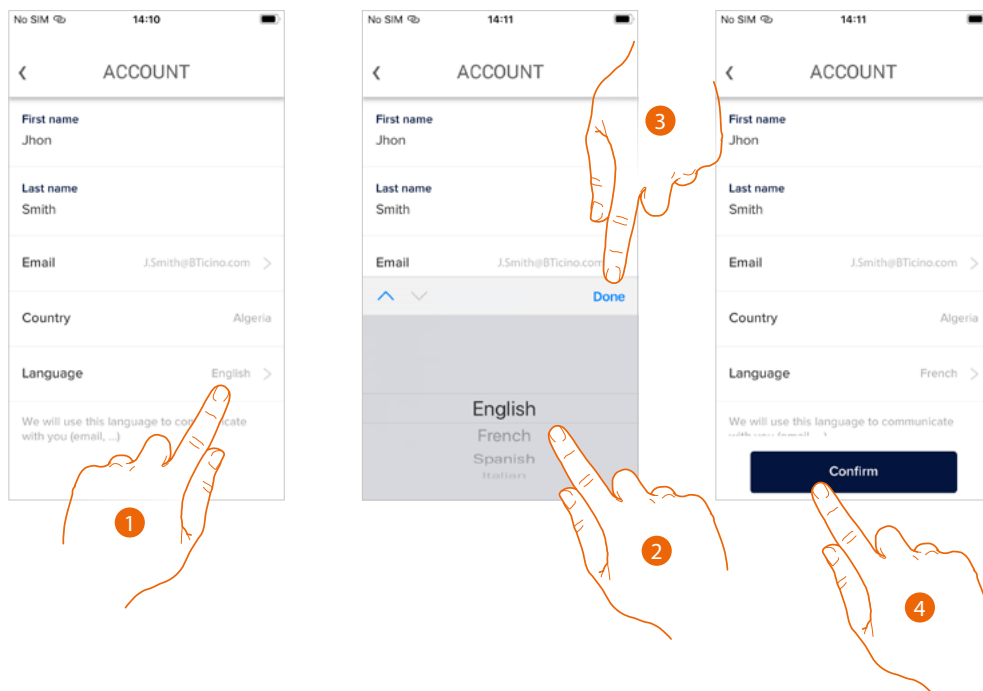 No SIM 14:10
ACCOUNT
First name
Jhon
Last name
Smith
Email J.Smith@BTicino.com
Country Algeria
Language English
We will use this language to
with you (email, ...)
1
No SIM 14:11
ACCOUNT
First name
Jhon
Last name
Smith
Email J.Smith@BTicino.com
Done
English
French
Spanish
Italian
3
2
No SIM 14:11
ACCOUNT
First name
Jhon
Last name
Smith
Email J.Smith@BTicino.com
Country Algeria
Language French
We will use this language to communicate
with you (email, ...)
Confirm
4